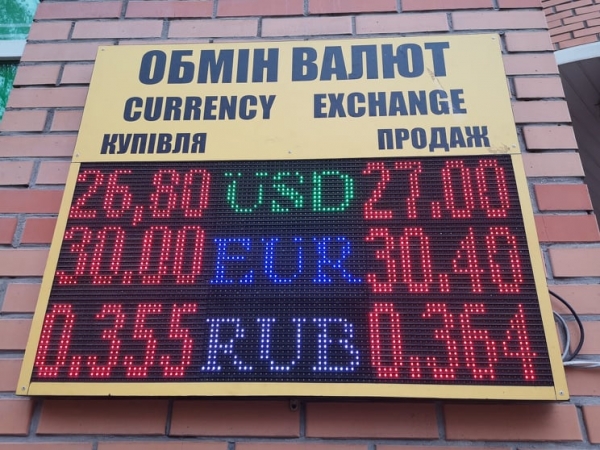 ОБМІН ВАЛЮТ
CURRENCY EXCHANGE
КУПІВЛЯ ПРОДАЖ
26,80 USD 27.00
30.00 EUR 30.40
0.355 RUB 0.364